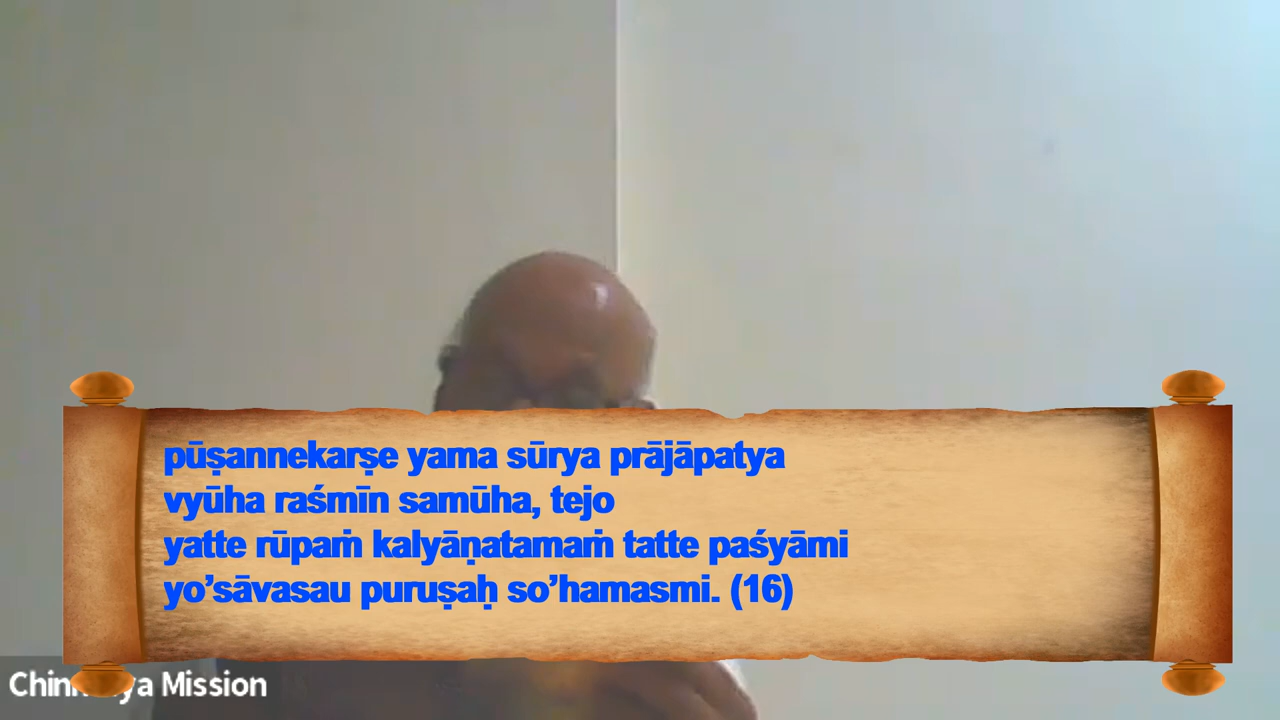 pūṣannekarṣe yama sūrya prājāpatya
vyūha raśmīn samūha, tejo
yatte rūpaṁ kalyāṇatamaṁ tatte paśyāmi
yo’sāvasau puruṣaḥ so’hamasmi. (16)
Mission